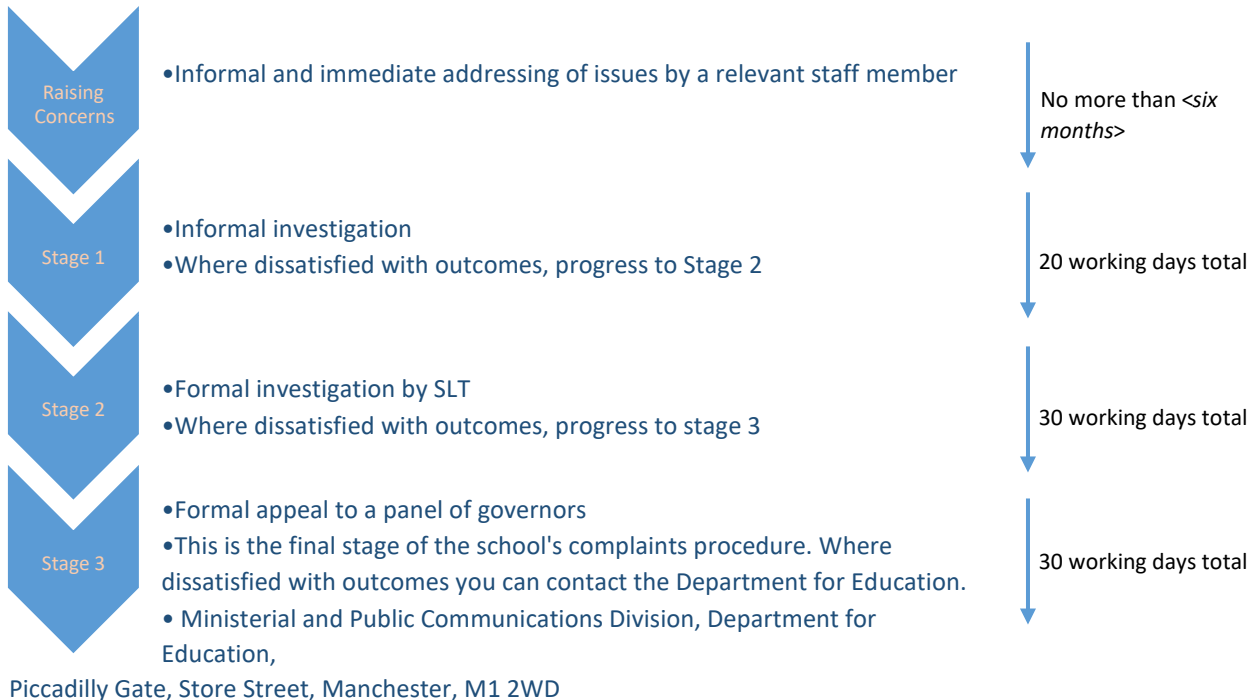 Raising
Concerns
•Informal and immediate addressing of issues by a relevant staff member
No more than <six
months>
Stage 1
•Informal investigation
•Where dissatisfied with outcomes, progress to Stage 2
20 working days total
Stage 2
•Formal investigation by SLT
•Where dissatisfied with outcomes, progress to stage 3
30 working days total
Stage 3
•Formal appeal to a panel of governors
•This is the final stage of the school's complaints procedure. Where
dissatisfied with outcomes you can contact the Department for Education.
• Ministerial and Public Communications Division, Department for
Education,
Piccadilly Gate, Store Street, Manchester, M1 2WD
30 working days total